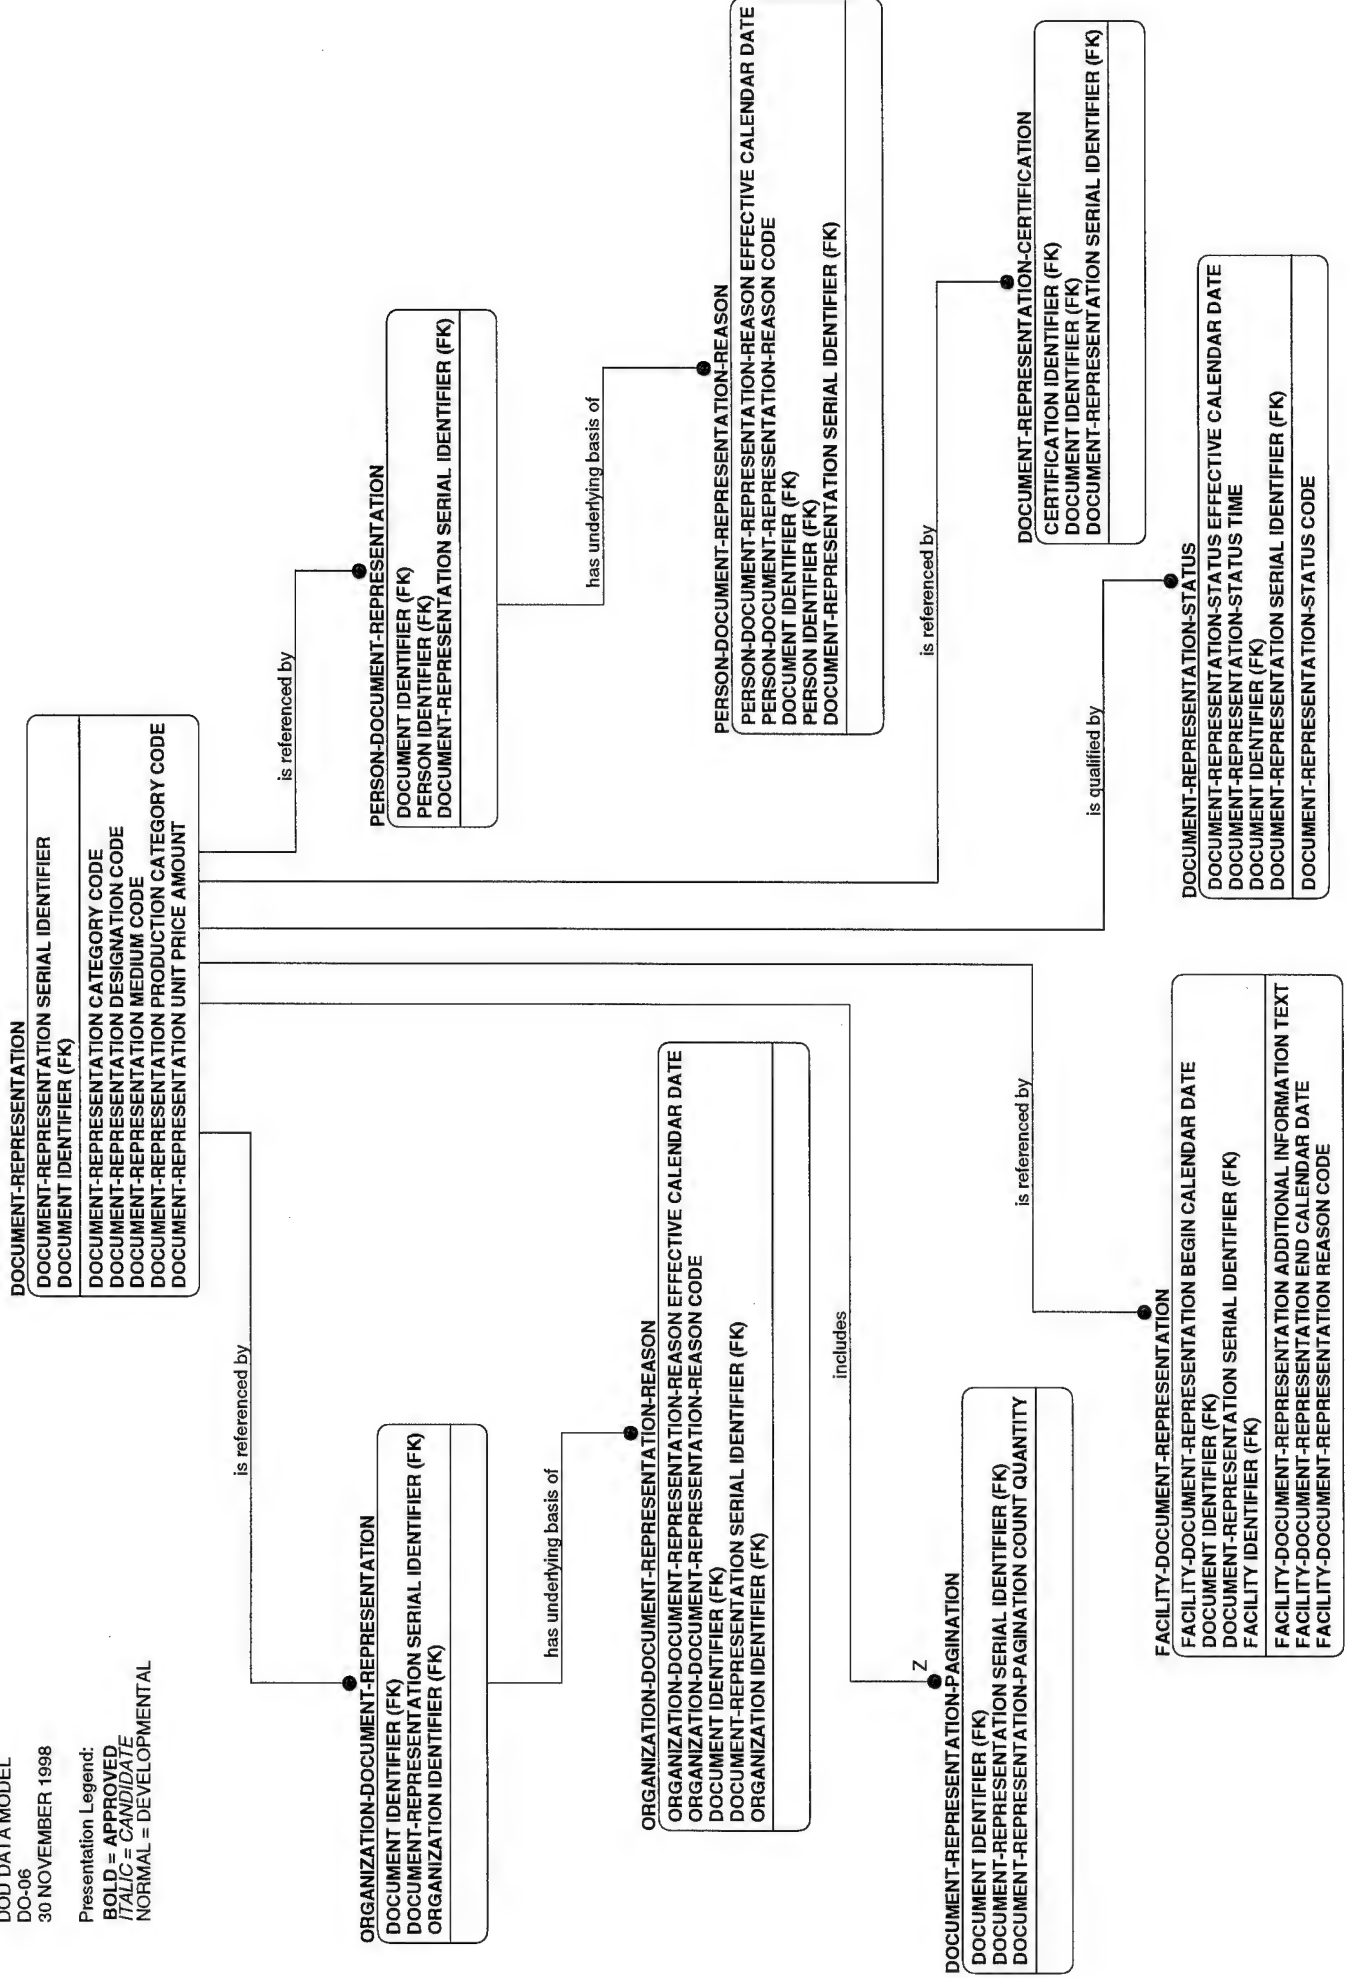 DOD DATA MODEL
DO-06
30 NOVEMBER 1998
Presentation Legend:
BOLD = APPROVED
ITALIC = CANDIDATE
NORMAL = DEVELOPMENTAL
DOCUMENT-REPRESENTATION
DOCUMENT-REPRESENTATION SERIAL IDENTIFIER
DOCUMENT IDENTIFIER (FK)
DOCUMENT-REPRESENTATION CATEGORY CODE
DOCUMENT-REPRESENTATION DESIGNATION CODE
DOCUMENT-REPRESENTATION MEDIUM CODE
DOCUMENT-REPRESENTATION PRODUCTION CATEGORY CODE
DOCUMENT-REPRESENTATION UNIT PRICE AMOUNT
is referenced by
is referenced by
ORGANIZATION-DOCUMENT-REPRESENTATION
DOCUMENT IDENTIFIER (FK)
DOCUMENT-REPRESENTATION SERIAL IDENTIFIER (FK)
ORGANIZATION IDENTIFIER (FK)
PERSON-DOCUMENT-REPRESENTATION
DOCUMENT IDENTIFIER (FK)
PERSON IDENTIFIER (FK)
DOCUMENT-REPRESENTATION SERIAL IDENTIFIER (FK)
has underlying basis of
has underlying basis of
ORGANIZATION-DOCUMENT-REPRESENTATION-REASON
ORGANIZATION-DOCUMENT-REPRESENTATION-REASON EFFECTIVE CALENDAR DATE
ORGANIZATION-DOCUMENT-REPRESENTATION-REASON CODE
DOCUMENT IDENTIFIER (FK)
DOCUMENT-REPRESENTATION SERIAL IDENTIFIER (FK)
ORGANIZATION IDENTIFIER (FK)
PERSON-DOCUMENT-REPRESENTATION-REASON
PERSON-DOCUMENT-REPRESENTATION-REASON EFFECTIVE CALENDAR DATE
PERSON-DOCUMENT-REPRESENTATION-REASON CODE
DOCUMENT IDENTIFIER (FK)
PERSON IDENTIFIER (FK)
DOCUMENT-REPRESENTATION SERIAL IDENTIFIER (FK)
includes
is referenced by
Z
DOCUMENT-REPRESENTATION-PAGINATION
DOCUMENT IDENTIFIER (FK)
DOCUMENT-REPRESENTATION SERIAL IDENTIFIER (FK)
DOCUMENT-REPRESENTATION-PAGINATION COUNT QUANTITY
is referenced by
is qualified by
DOCUMENT-REPRESENTATION-CERTIFICATION
CERTIFICATION IDENTIFIER (FK)
DOCUMENT IDENTIFIER (FK)
DOCUMENT-REPRESENTATION SERIAL IDENTIFIER (FK)
FACILITY-DOCUMENT-REPRESENTATION
FACILITY-DOCUMENT-REPRESENTATION BEGIN CALENDAR DATE
DOCUMENT IDENTIFIER (FK)
DOCUMENT-REPRESENTATION SERIAL IDENTIFIER (FK)
FACILITY IDENTIFIER (FK)
FACILITY-DOCUMENT-REPRESENTATION ADDITIONAL INFORMATION TEXT
FACILITY-DOCUMENT-REPRESENTATION END CALENDAR DATE
FACILITY-DOCUMENT-REPRESENTATION REASON CODE
DOCUMENT-REPRESENTATION-STATUS
DOCUMENT-REPRESENTATION-STATUS EFFECTIVE CALENDAR DATE
DOCUMENT-REPRESENTATION-STATUS TIME
DOCUMENT IDENTIFIER (FK)
DOCUMENT-REPRESENTATION SERIAL IDENTIFIER (FK)
DOCUMENT-REPRESENTATION-STATUS CODE